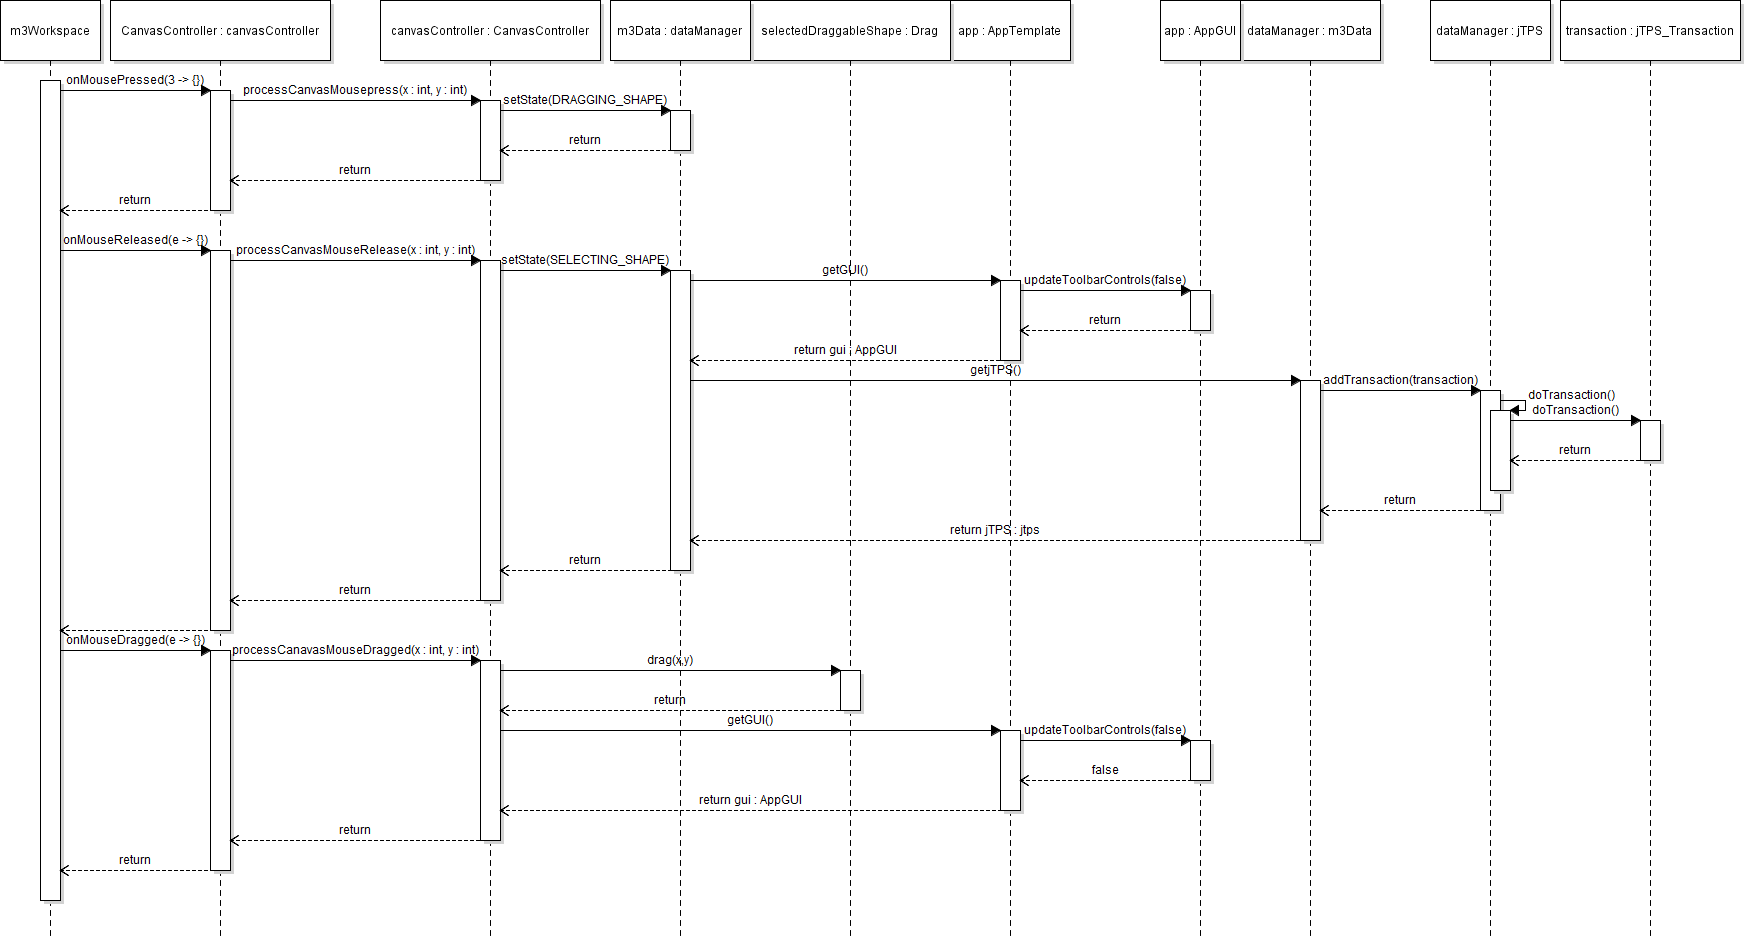 m3Workspace
CanvasController : canvasController
canvasController : CanvasController
m3Data : dataManager
selectedDraggableShape : Drag
app : AppTemplate
app : AppGUI
dataManager : m3Data
dataManager : jTPS
transaction : jTPS_Transaction
onMousePressed(3 -> {})
processCanvasMousepress(x : int, y : int)
setState(DRAGGING_SHAPE)
return
return
return
onMouseReleased(e -> {})
processCanvasMouseRelease(x : int, y : int)
setState(SELECTING_SHAPE)
getGUI()
updateToolbarControls(false)
return
return gui : AppGUI
getjTPS()
addTransaction(transaction)
doTransaction()
doTransaction()
return
return
return jTPS : jtps
return
return
onMouseDragged(e -> {})
processCanavasMouseDragged(x : int, y : int)
drag(x,y)
return
getGUI()
updateToolbarControls(false)
false
return gui : AppGUI
return
return